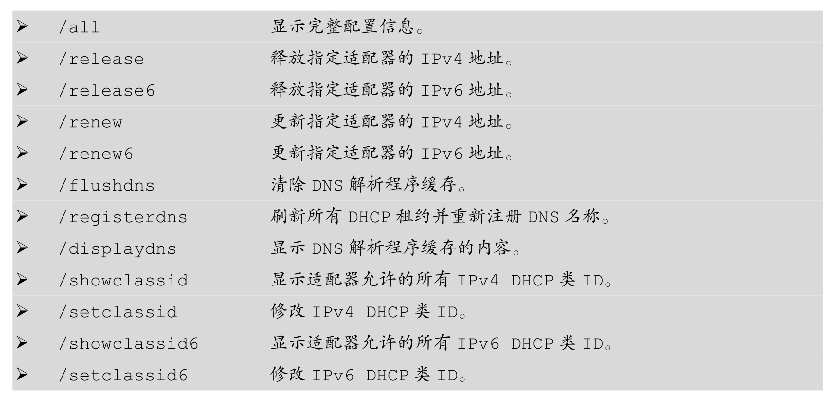 ➢ /all 显示完整配置信息。
➢ /release 释放指定适配器的 IPv4 地址。
➢ /release6 释放指定适配器的 IPv6 地址。
➢ /renew 更新指定适配器的 IPv4 地址。
➢ /renew6 更新指定适配器的 IPv6 地址。
➢ /flushdns 清除 DNS 解析程序缓存。
➢ /registerdns 刷新所有 DHCP 租约并重新注册 DNS 名称。
➢ /displaydns 显示 DNS 解析程序缓存的内容。
➢ /showclassid 显示适配器允许的所有 IPv4 DHCP 类 ID。
➢ /setclassid 修改 IPv4 DHCP 类 ID。
➢ /showclassid6 显示适配器允许的所有 IPv6 DHCP 类 ID。
➢ /setclassid6 修改 IPv6 DHCP 类 ID。